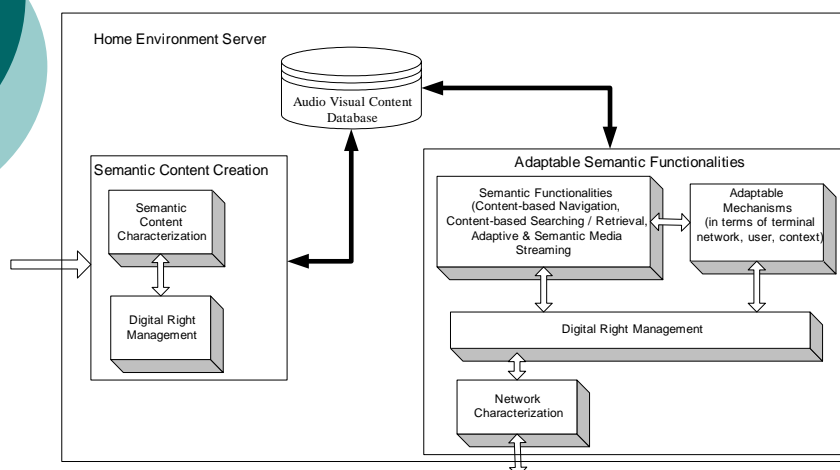 Home Environment Server
Audio Visual Content
Database
Semantic Content Creation
Semantic
Content
Characterization
Digital Right
Management
Adaptable Semantic Functionalities
Semantic Functionalities
(Content-based Navigation,
Content-based Searching / Retrieval,
Adaptive & Semantic Media
Streaming
Adaptable
Mechanisms
(in terms of terminal
network, user, context)
Digital Right Management
Network
Characterization